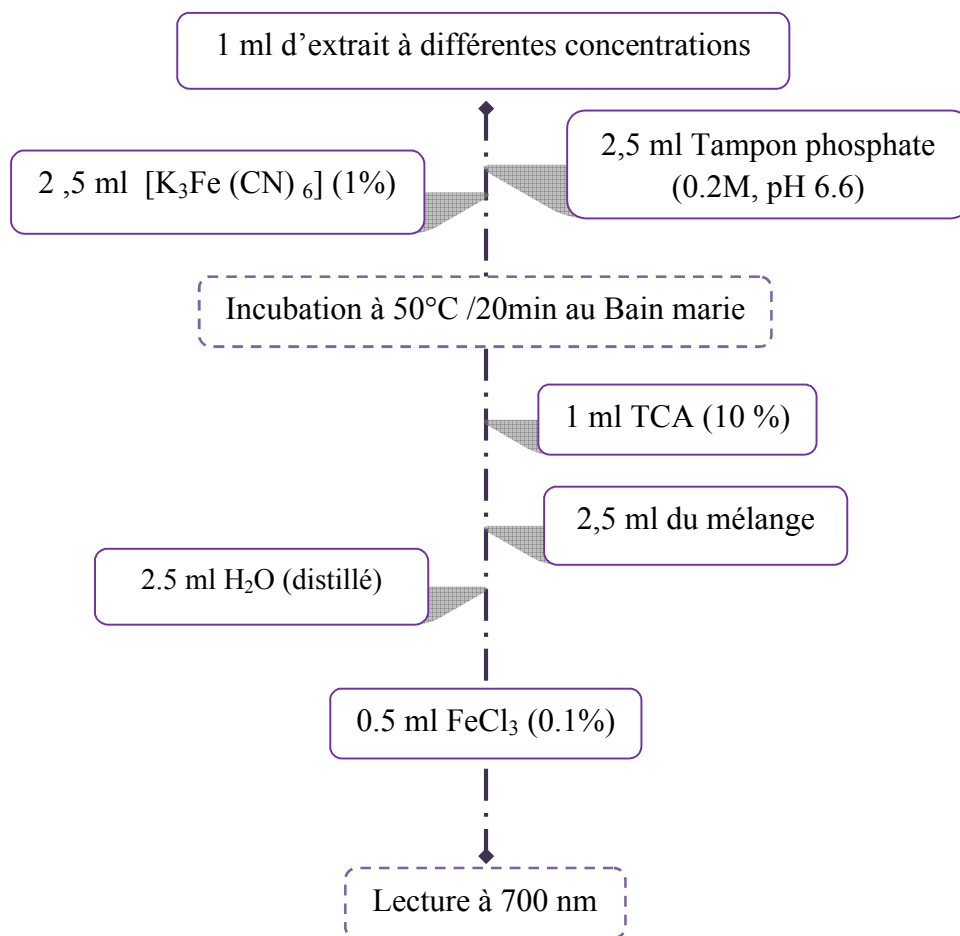 1 ml d’extrait à différentes concentrations
2,5 ml Tampon phosphate
(0.2M, pH 6.6)
2 ,5 ml [K₃Fe (CN) ₆] (1%)
Incubation à 50°C /20min au Bain marie
1 ml TCA (10 %)
2,5 ml du mélange
2.5 ml H₂O (distillé)
0.5 ml FeCl₃ (0.1%)
Lecture à 700 nm